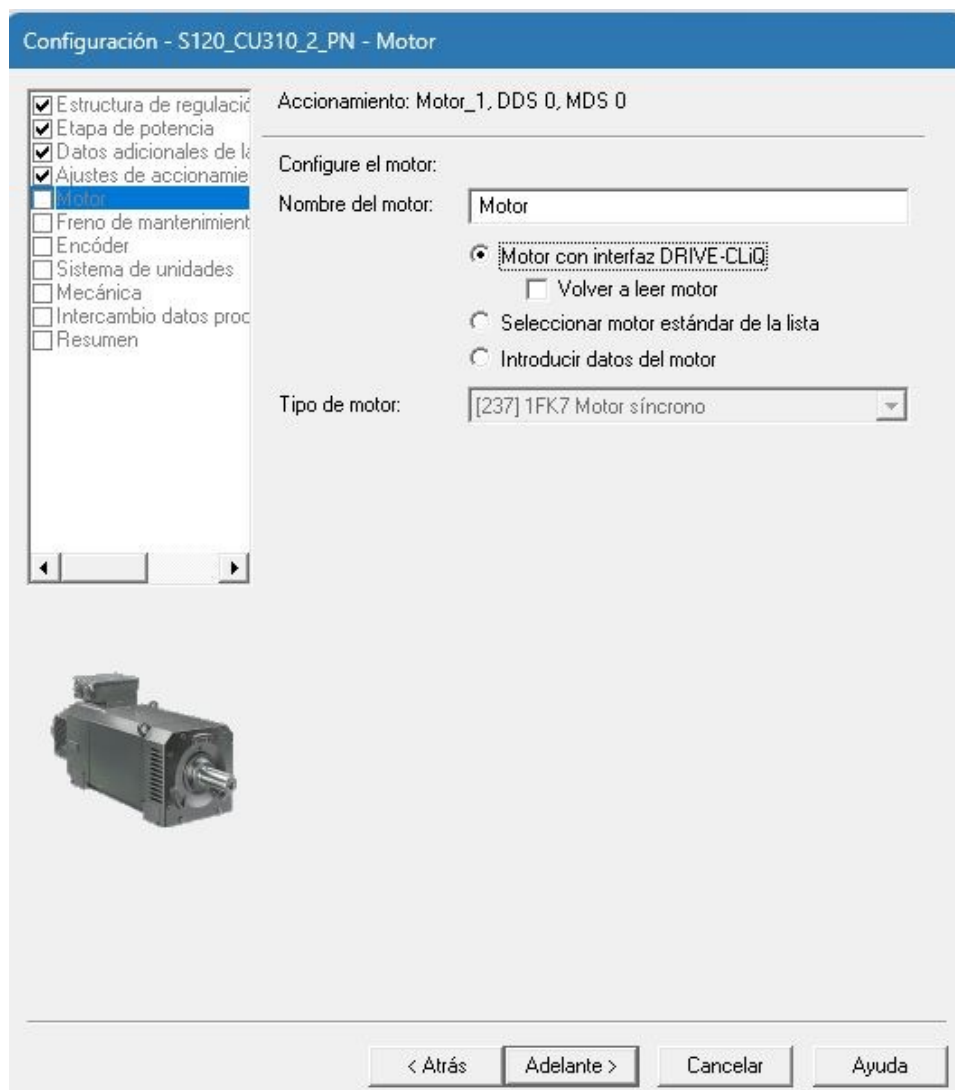 Configuración - S120_CU310_2_PN - Motor
Estructura de regulació
Etapa de potencia
Datos adicionales de la
Ajustes de accionamie
Motor
Freno de mantenimient
Encóder
Sistema de unidades
Mecánica
Intercambio datos proc
Resumen
Accionamiento: Motor_1, DDS 0, MDS 0
Configure el motor:
Nombre del motor: Motor
Motor con interfaz DRIVE-CLiQ
Volver a leer motor
Seleccionar motor estándar de la lista
Introducir datos del motor
Tipo de motor: [237] 1FK7 Motor síncrono
< Atrás Adelante > Cancelar Ayuda